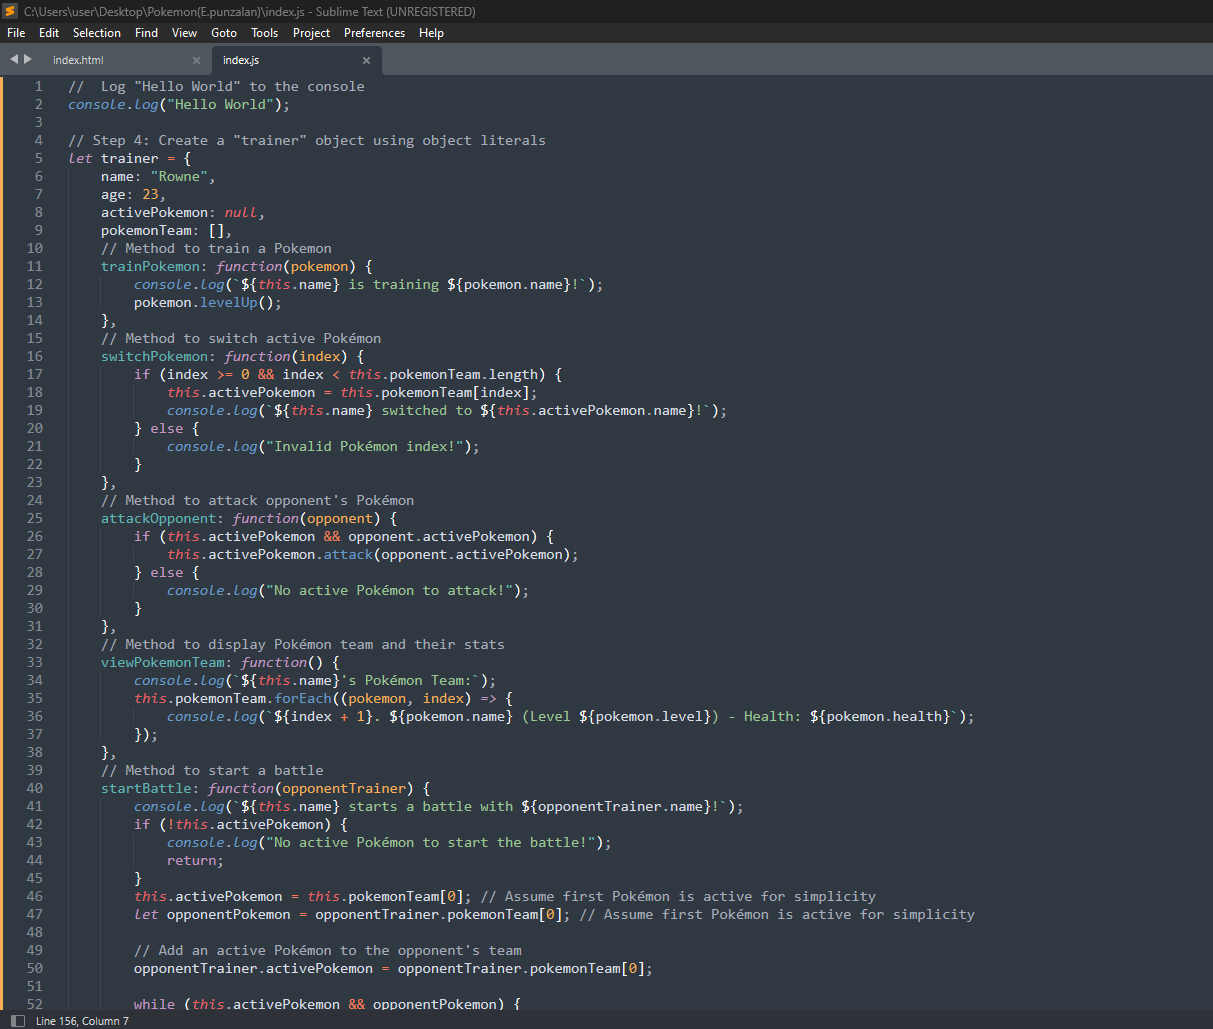 C:\Users\user\Desktop\Pokemon(E.punzalan)\index.js - Sublime Text (UNREGISTERED)
File Edit Selection Find View Goto Tools Project Preferences Help
index.html × index.js ×
1 //  Log "Hello World" to the console
2 console.log("Hello World");
3
4 // Step 4: Create a "trainer" object using object literals
5 let trainer = {
6     name: "Rowne",
7     age: 23,
8     activePokemon: null,
9     pokemonTeam: [],
10     // Method to train a Pokemon
11     trainPokemon: function(pokemon) {
12         console.log(`${this.name} is training ${pokemon.name}!`);
13         pokemon.levelUp();
14     },
15     // Method to switch active Pokémon
16     switchPokemon: function(index) {
17         if (index >= 0 && index < this.pokemonTeam.length) {
18             this.activePokemon = this.pokemonTeam[index];
19             console.log(`${this.name} switched to ${this.activePokemon.name}!`);
20         } else {
21             console.log("Invalid Pokémon index!");
22         }
23     },
24     // Method to attack opponent's Pokémon
25     attackOpponent: function(opponent) {
26         if (this.activePokemon && opponent.activePokemon) {
27             this.activePokemon.attack(opponent.activePokemon);
28         } else {
29             console.log("No active Pokémon to attack!");
30         }
31     },
32     // Method to display Pokémon team and their stats
33     viewPokemonTeam: function() {
34         console.log(`${this.name}'s Pokémon Team:`);
35         this.pokemonTeam.forEach((pokemon, index) => {
36             console.log(`${index + 1}. ${pokemon.name} (Level ${pokemon.level}) - Health: ${pokemon.health}`);
37         });
38     },
39     // Method to start a battle
40     startBattle: function(opponentTrainer) {
41         console.log(`${this.name} starts a battle with ${opponentTrainer.name}!`);
42         if (!this.activePokemon) {
43             console.log("No active Pokémon to start the battle!");
44             return;
45         }
46         this.activePokemon = this.pokemonTeam[0]; // Assume first Pokémon is active for simplicity
47         let opponentPokemon = opponentTrainer.pokemonTeam[0]; // Assume first Pokémon is active for simplicity
48
49         // Add an active Pokémon to the opponent's team
50         opponentTrainer.activePokemon = opponentTrainer.pokemonTeam[0];
51
52         while (this.activePokemon && opponentPokemon) {
Line 156, Column 7